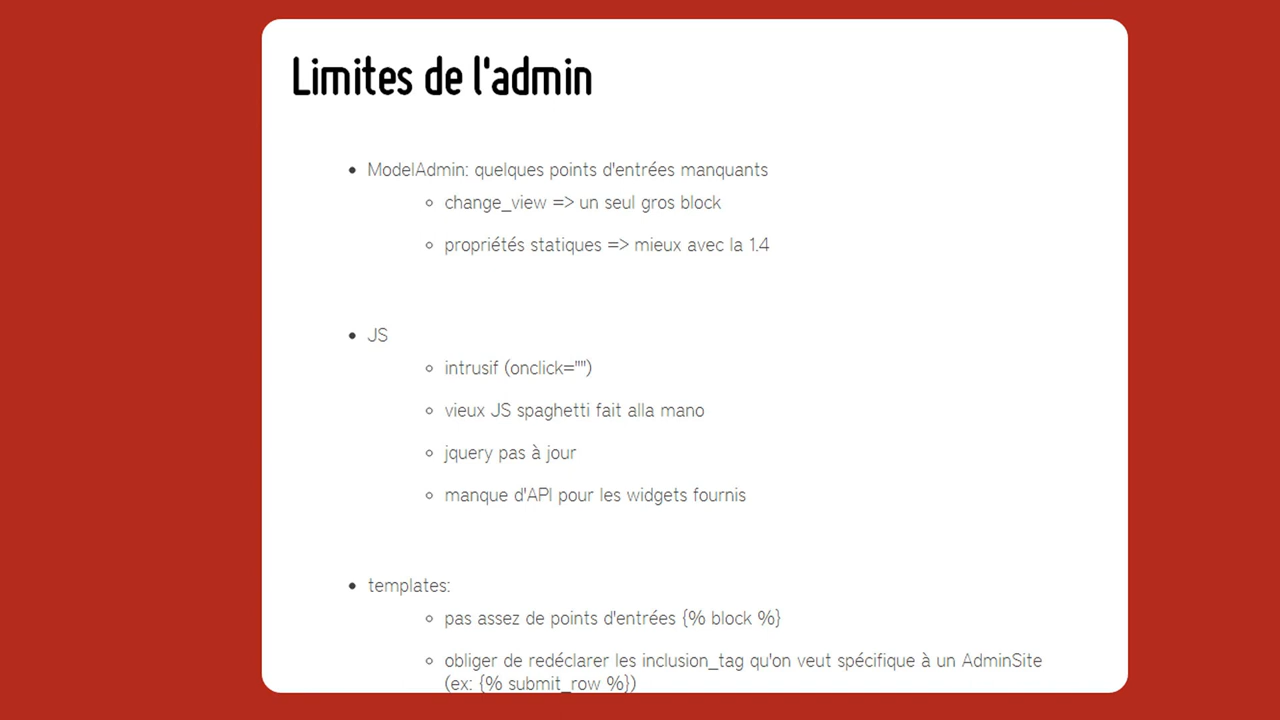 Limites de l'admin
ModelAdmin: quelques points d'entrées manquants
change_view => un seul gros block
propriétés statiques => mieux avec la 1.4
JS
intrusif (onclick="")
vieux JS spaghetti fait alla mano
jquery pas à jour
manque d'API pour les widgets fournis
templates:
pas assez de points d'entrées {% block %}
obliger de redéclarer les inclusion_tag qu'on veut spécifique à un AdminSite
(ex: {% submit_row %})